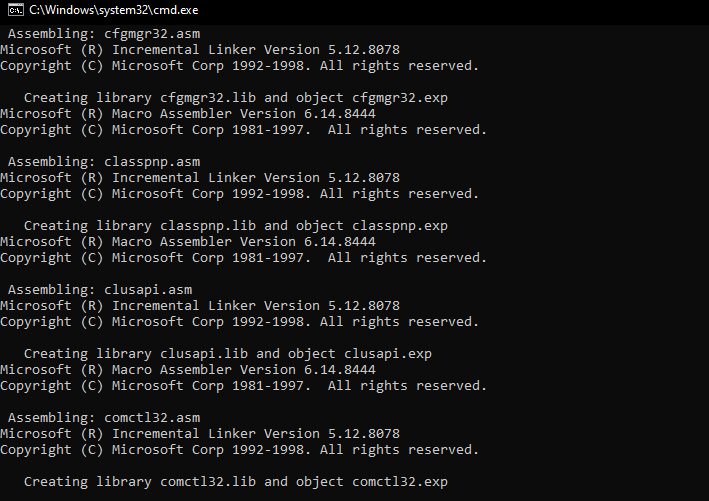 C:\Windows\system32\cmd.exe
Assembling: cfgmgr32.asm
Microsoft (R) Incremental Linker Version 5.12.8078
Copyright (C) Microsoft Corp 1992-1998. All rights reserved.
Creating library cfgmgr32.lib and object cfgmgr32.exp
Microsoft (R) Macro Assembler Version 6.14.8444
Copyright (C) Microsoft Corp 1981-1997.  All rights reserved.
Assembling: classpnp.asm
Microsoft (R) Incremental Linker Version 5.12.8078
Copyright (C) Microsoft Corp 1992-1998. All rights reserved.
Creating library classpnp.lib and object classpnp.exp
Microsoft (R) Macro Assembler Version 6.14.8444
Copyright (C) Microsoft Corp 1981-1997.  All rights reserved.
Assembling: clusapi.asm
Microsoft (R) Incremental Linker Version 5.12.8078
Copyright (C) Microsoft Corp 1992-1998. All rights reserved.
Creating library clusapi.lib and object clusapi.exp
Microsoft (R) Macro Assembler Version 6.14.8444
Copyright (C) Microsoft Corp 1981-1997.  All rights reserved.
Assembling: comctl32.asm
Microsoft (R) Incremental Linker Version 5.12.8078
Copyright (C) Microsoft Corp 1992-1998. All rights reserved.
Creating library comctl32.lib and object comctl32.exp